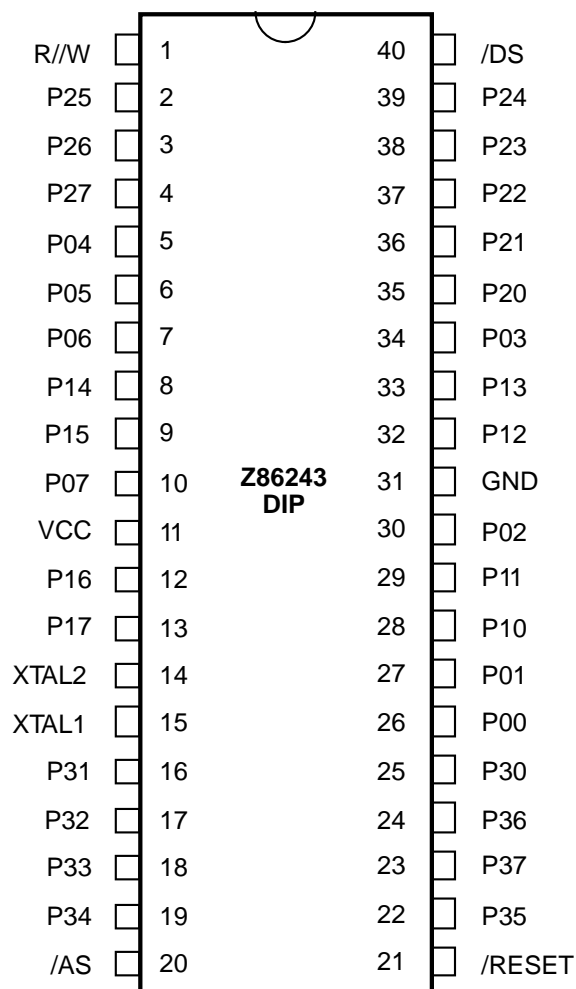 R//W 1 40 /DS
P25 2 39 P24
P26 3 38 P23
P27 4 37 P22
P04 5 36 P21
P05 6 35 P20
P06 7 34 P03
P14 8 33 P13
P15 9 32 P12
P07 10 Z86243 31 GND
DIP
VCC 11 30 P02
P16 12 29 P11
P17 13 28 P10
XTAL2 14 27 P01
XTAL1 15 26 P00
P31 16 25 P30
P32 17 24 P36
P33 18 23 P37
P34 19 22 P35
/AS 20 21 /RESET